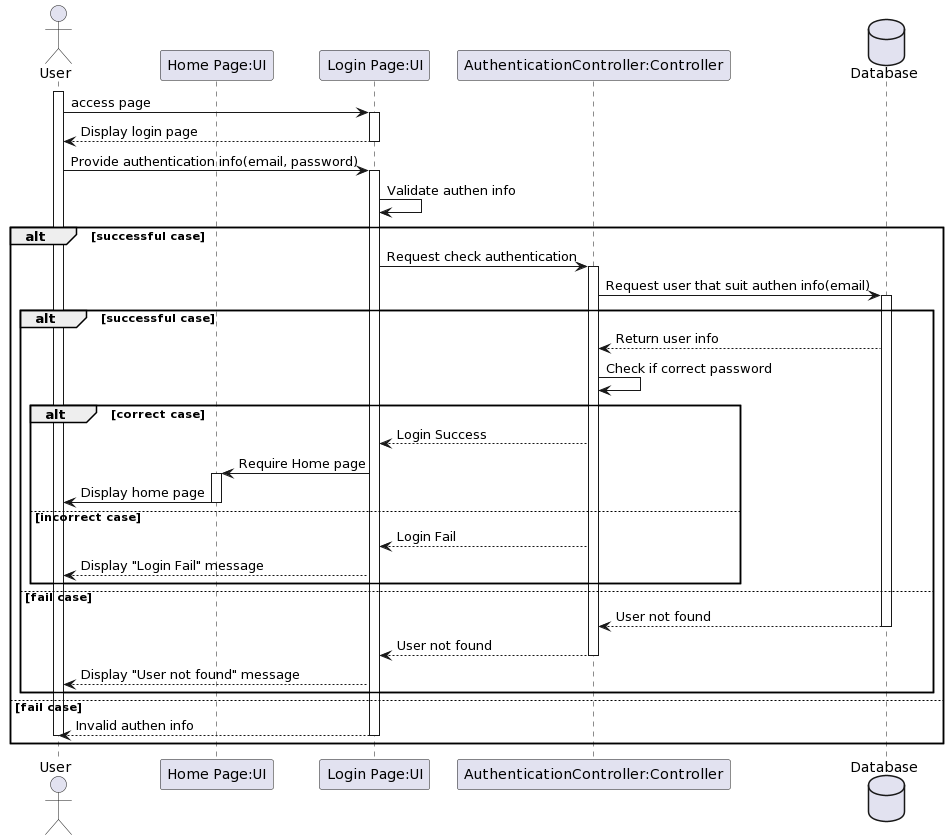 User
Home Page:UI
Login Page:UI
AuthenticationController:Controller
Database
access page
Display login page
Provide authentication info(email, password)
Validate authen info
alt
[successful case]
Request check authentication
Request user that suit authen info(email)
alt
[successful case]
Return user info
Check if correct password
alt
[correct case]
Login Success
Require Home page
Display home page
[incorrect case]
Login Fail
Display "Login Fail" message
[fail case]
User not found
User not found
Display "User not found" message
[fail case]
Invalid authen info
User
Home Page:UI
Login Page:UI
AuthenticationController:Controller
Database